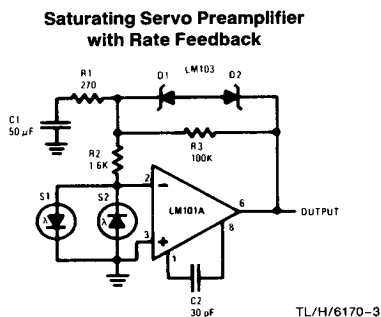 Saturating Servo Preamplifier
with Rate Feedback
LM103
R1
270
D1
D2
C1
50 µF
R2
1 6K
R3
100K
S1
S2
λ
λ
2
−
LM101A
6
OUTPUT
3
+
8
1
C2
30 pF
TL/H/6170–3